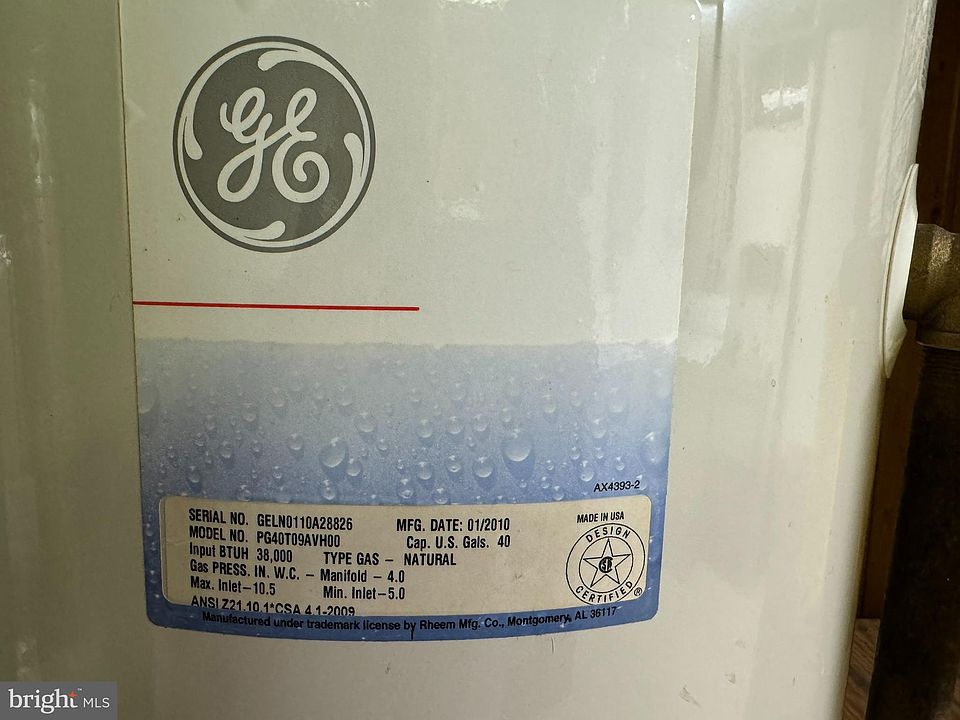 GE
AX4393-2
SERIAL NO. GELN0110A28826 MFG. DATE: 01/2010
MODEL NO. PG40T09AVH00 Cap. U.S. Gals. 40
Input BTUH 38,000 TYPE GAS – NATURAL
Gas PRESS. IN. W.C. – Manifold – 4.0
Max. Inlet–10.5 Min. Inlet–5.0
ANSI Z21.10.1*CSA 4.1-2009
MADE IN USA
DESIGN
CERTIFIED ®
Manufactured under trademark license by Rheem Mfg. Co., Montgomery, AL 36117
bright™ MLS